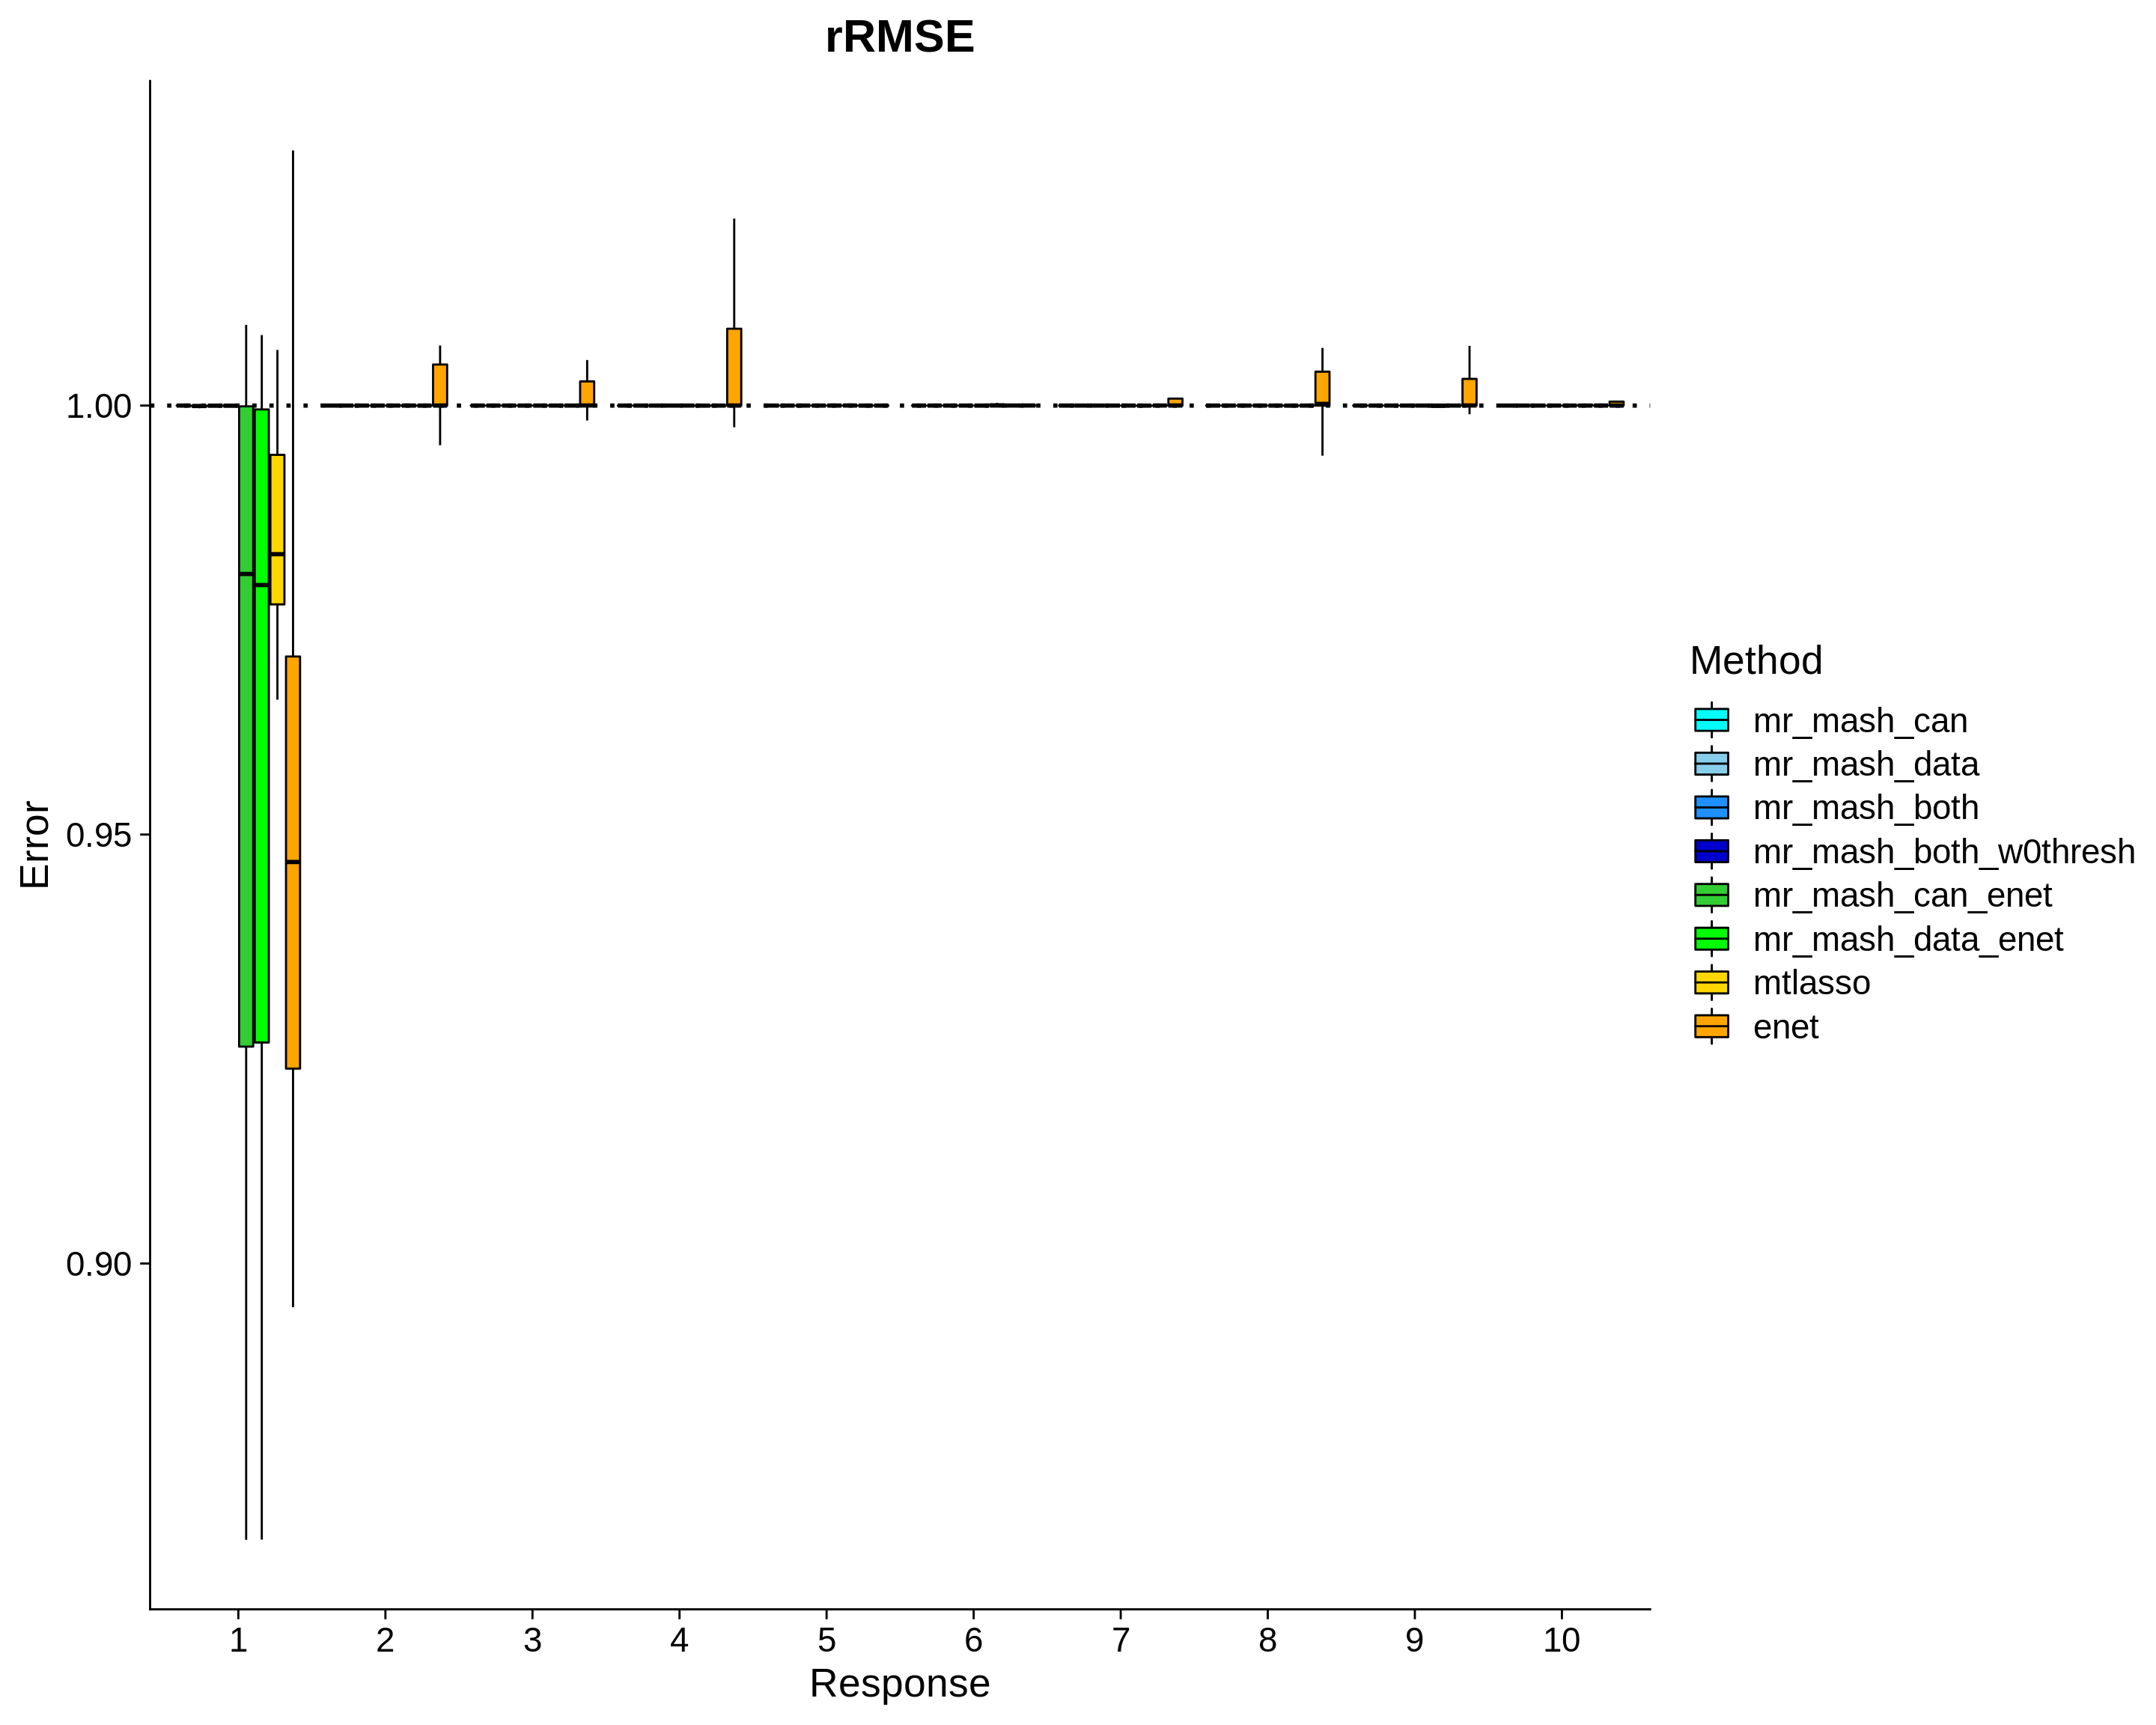 rRMSE
1.00
0.95
0.90
Error
1 2 3 4 5 6 7 8 9 10
Response
Method
mr_mash_can
mr_mash_data
mr_mash_both
mr_mash_both_w0thresh
mr_mash_can_enet
mr_mash_data_enet
mtlasso
enet